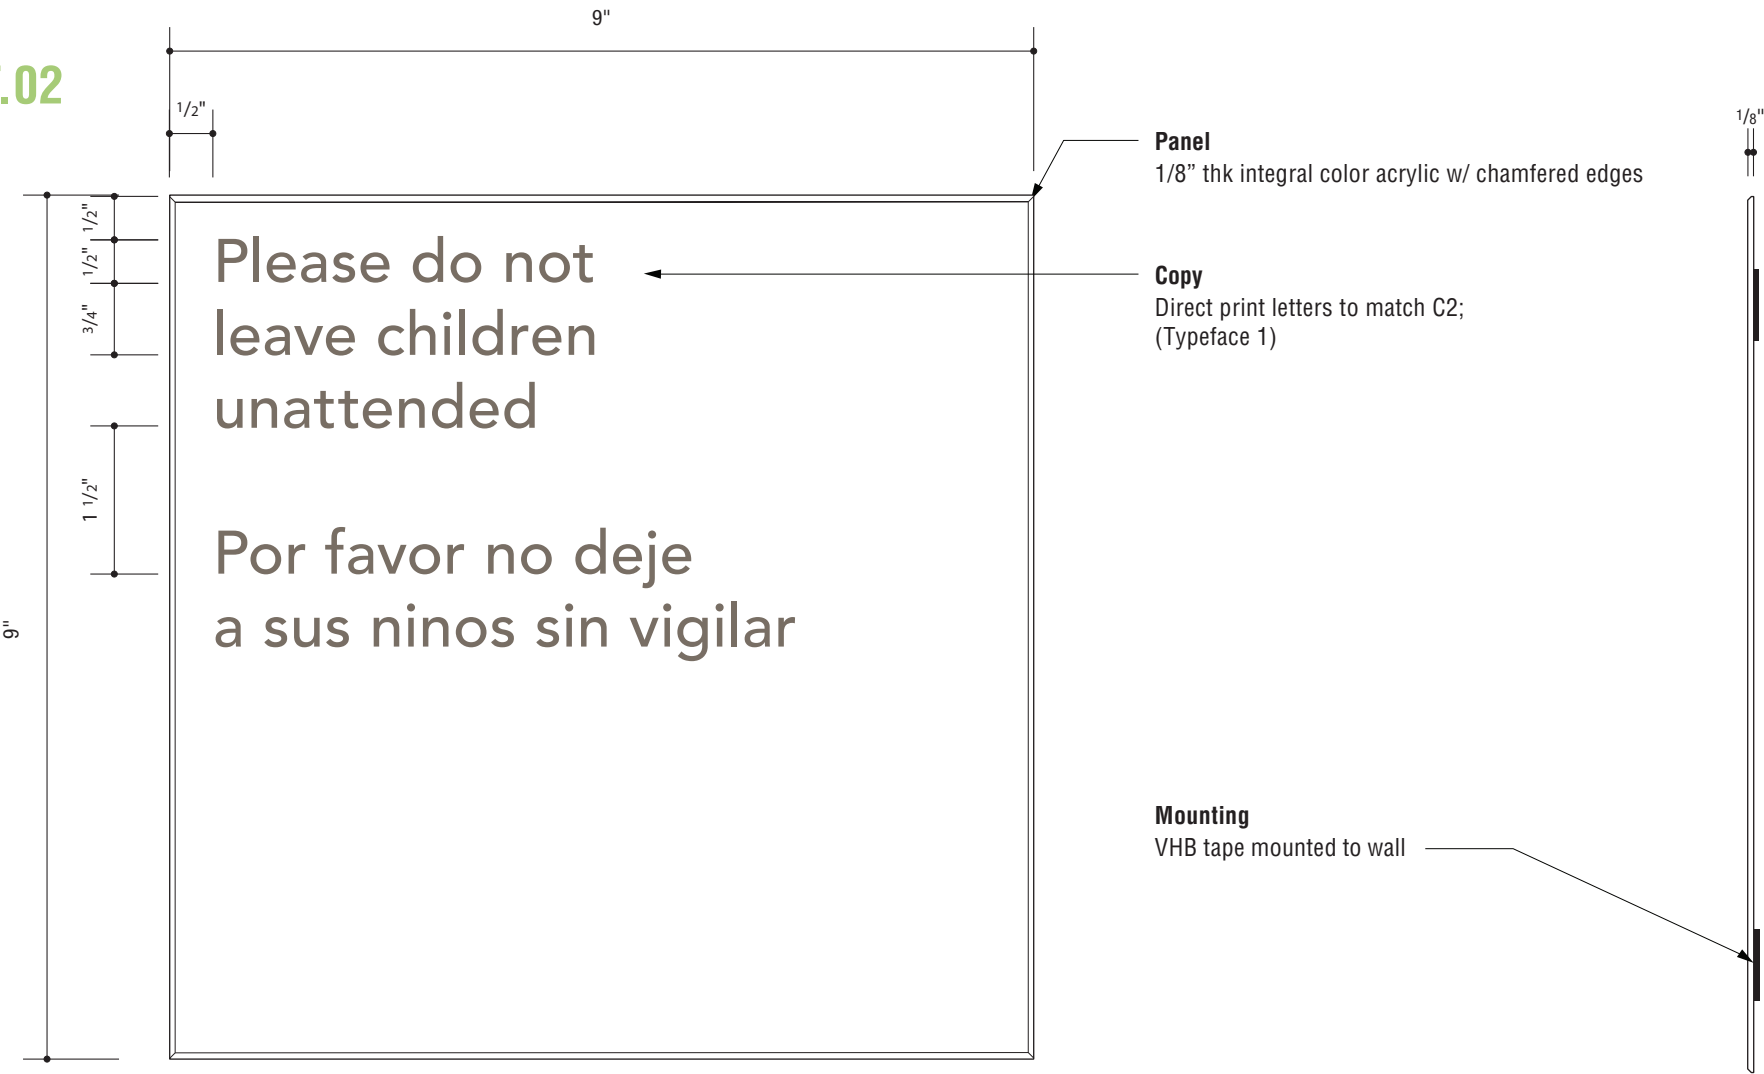 9"
.02
1/2"
1/8"
Panel
1/8” thk integral color acrylic w/ chamfered edges
1/2"
1/2"
3/4"
1 1/2"
9"
Please do not
leave children
unattended
Por favor no deje
a sus ninos sin vigilar
Copy
Direct print letters to match C2;
(Typeface 1)
Mounting
VHB tape mounted to wall